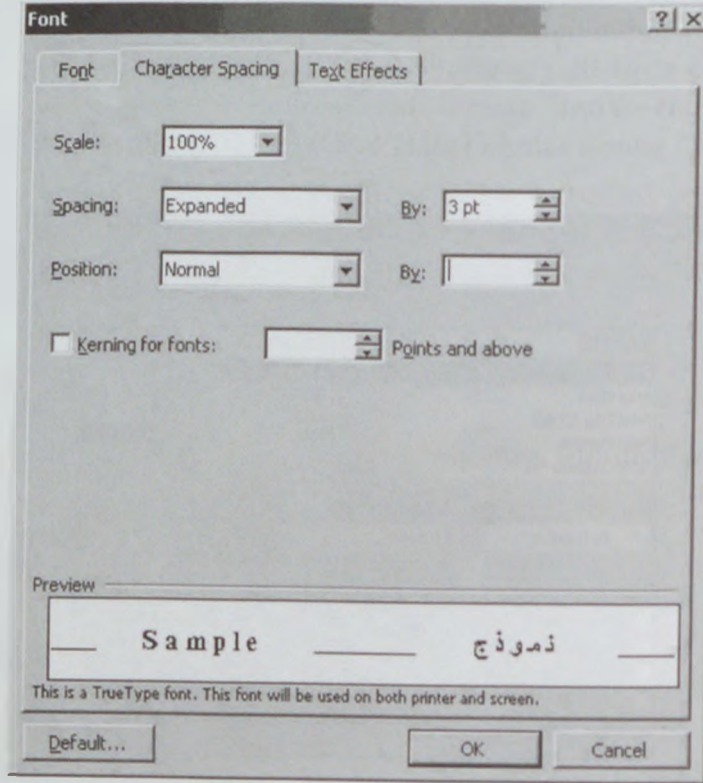 Font
Font Character Spacing Text Effects
Scale: 100%
Spacing: Expanded By: 3 pt
Position: Normal By:
Kerning for fonts: Points and above
Preview
Sample نموذج
This is a TrueType font. This font will be used on both printer and screen.
Default... OK Cancel